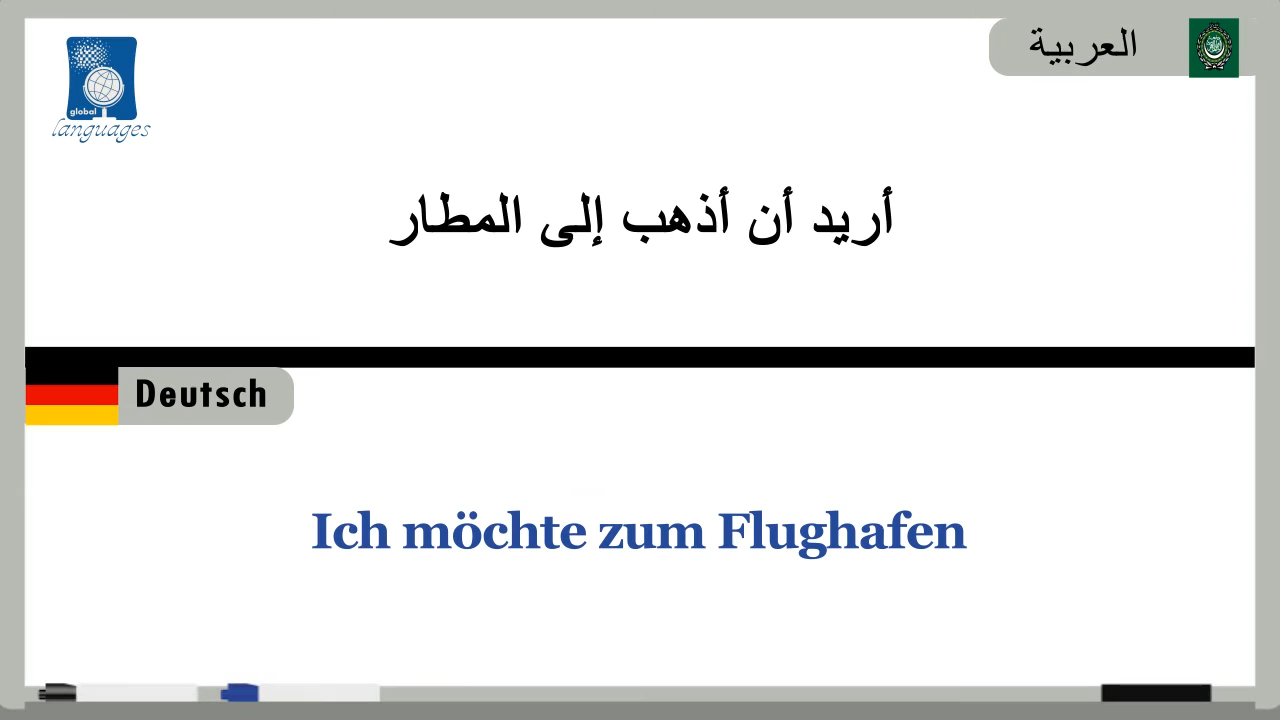 العربية
global
languages
أريد أن أذهب إلى المطار
Deutsch
Ich möchte zum Flughafen